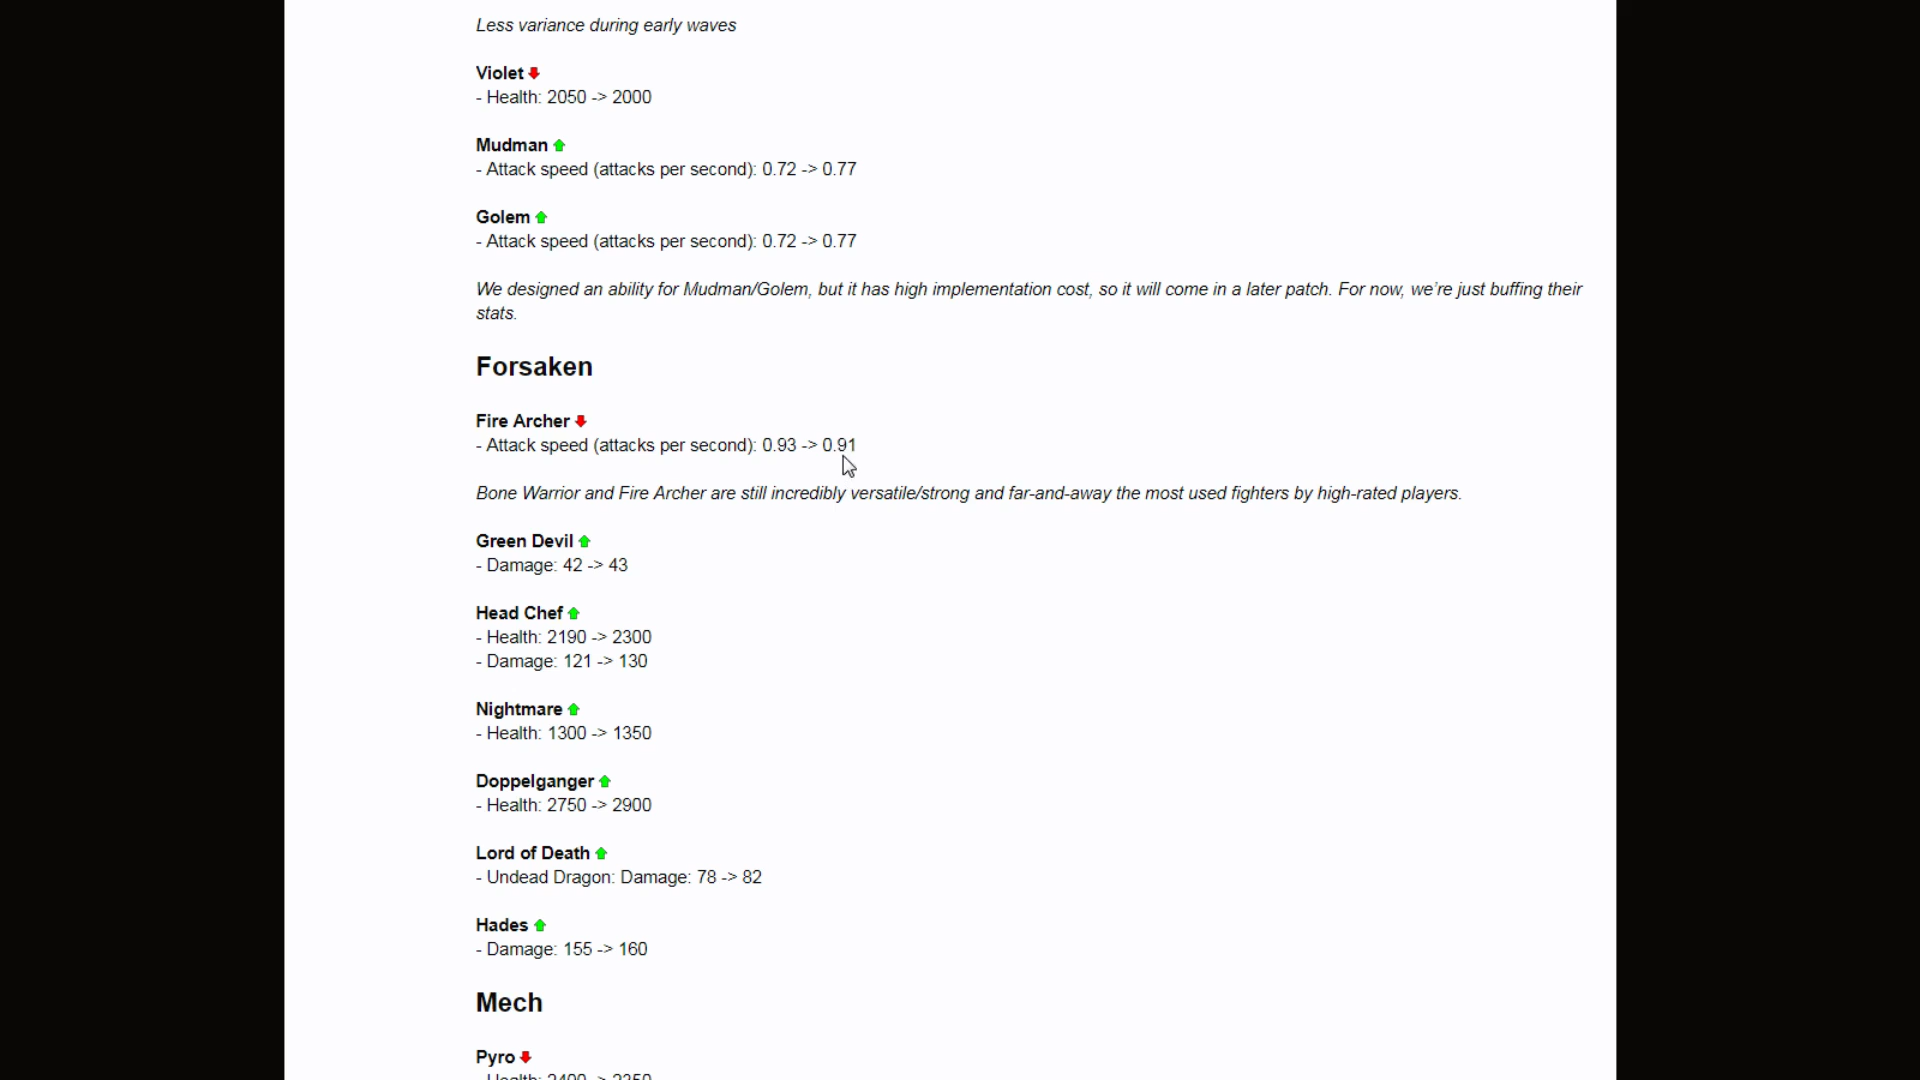 Less variance during early waves
Violet
- Health: 2050 -> 2000
Mudman
- Attack speed (attacks per second): 0.72 -> 0.77
Golem
- Attack speed (attacks per second): 0.72 -> 0.77
We designed an ability for Mudman/Golem, but it has high implementation cost, so it will come in a later patch. For now, we’re just buffing their
stats.
Forsaken
Fire Archer
- Attack speed (attacks per second): 0.93 -> 0.91
Bone Warrior and Fire Archer are still incredibly versatile/strong and far-and-away the most used fighters by high-rated players.
Green Devil
- Damage: 42 -> 43
Head Chef
- Health: 2190 -> 2300
- Damage: 121 -> 130
Nightmare
- Health: 1300 -> 1350
Doppelganger
- Health: 2750 -> 2900
Lord of Death
- Undead Dragon: Damage: 78 -> 82
Hades
- Damage: 155 -> 160
Mech
Pyro
- Health: 2400 -> 2350